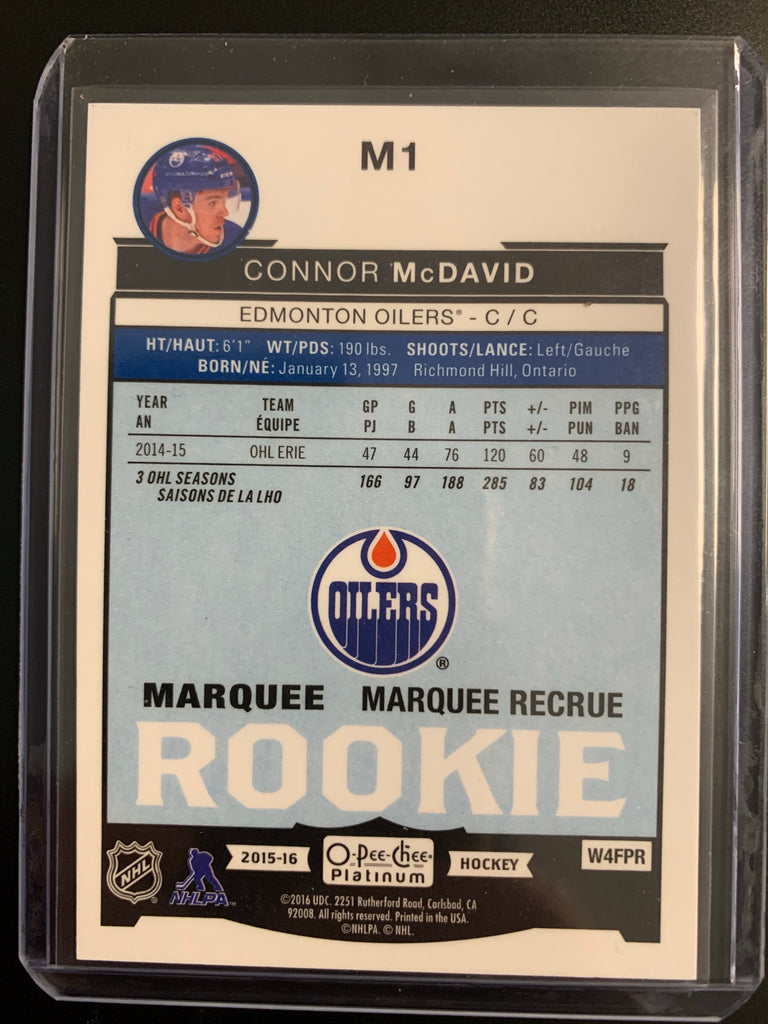 M1
CONNOR McDAVID
EDMONTON OILERS® - C / C
HT/HAUT: 6'1" WT/PDS: 190 lbs. SHOOTS/LANCE: Left/Gauche
BORN/NÉ: January 13, 1997 Richmond Hill, Ontario
YEAR TEAM GP G A PTS +/- PIM PPG
AN ÉQUIPE PJ B A PTS +/- PUN BAN
2014-15 OHL ERIE 47 44 76 120 60 48 9
3 OHL SEASONS 166 97 188 285 83 104 18
SAISONS DE LA LHO
OILERS
®
MARQUEE MARQUEE RECRUE
ROOKIE
NHL NHLPA™ 2015-16 O-Pee-Chee® Platinum HOCKEY W4FPR
©2016 UDC. 2251 Rutherford Road, Carlsbad, CA
92008. All rights reserved. Printed in the USA.
©NHLPA. © NHL.